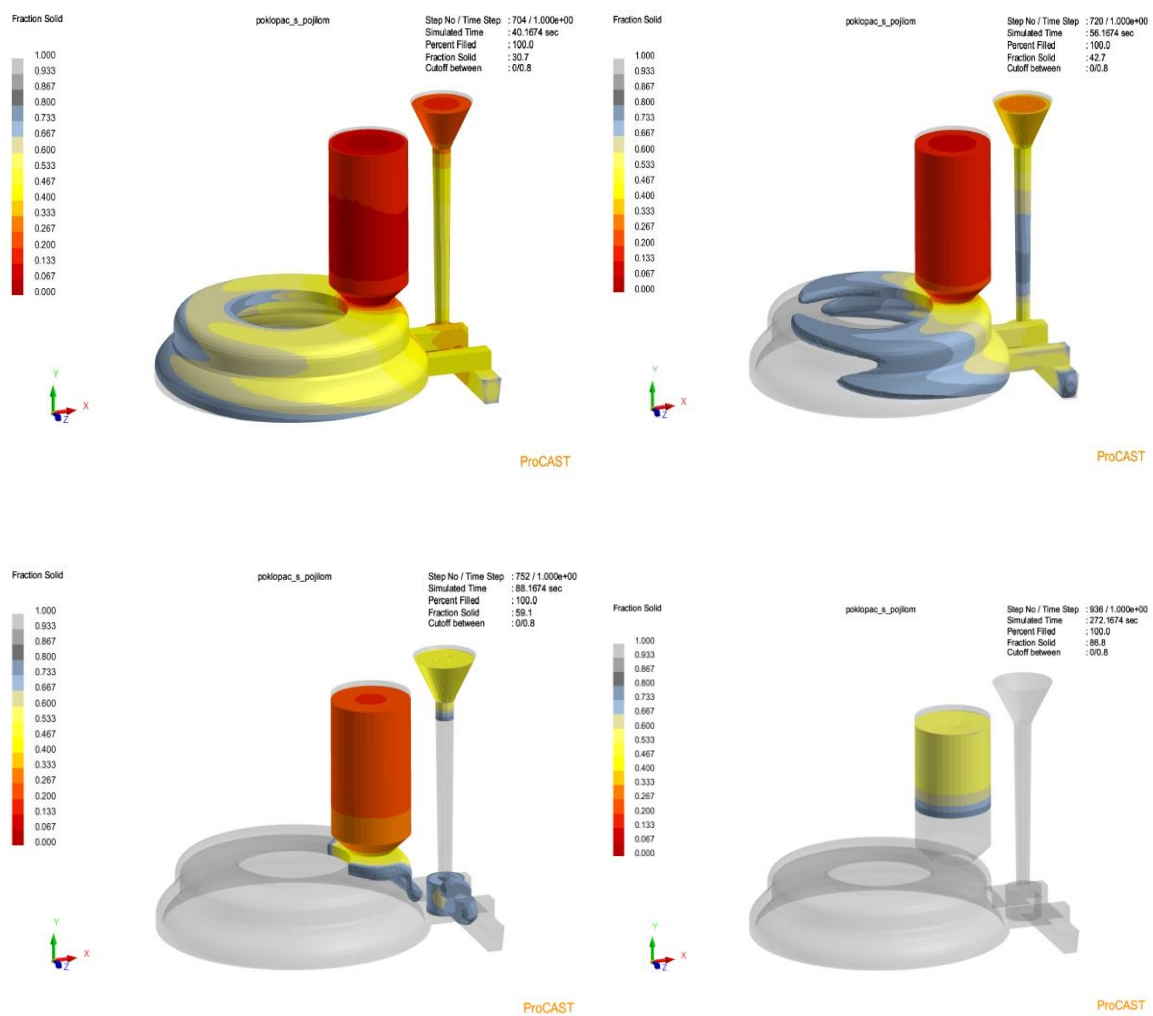 Fraction Solid
poklopac_s_pojilom
Step No / Time Step : 704 / 1.000e+00
Simulated Time : 40.1674 sec
Percent Filled : 100.0
Fraction Solid : 30.7
Cutoff between : 0/0.8
1.000
0.933
0.867
0.800
0.733
0.667
0.600
0.533
0.467
0.400
0.333
0.267
0.200
0.133
0.067
0.000
Y
X
Z
ProCAST
Fraction Solid
poklopac_s_pojilom
Step No / Time Step : 720 / 1.000e+00
Simulated Time : 56.1674 sec
Percent Filled : 100.0
Fraction Solid : 42.7
Cutoff between : 0/0.8
1.000
0.933
0.867
0.800
0.733
0.667
0.600
0.533
0.467
0.400
0.333
0.267
0.200
0.133
0.067
0.000
Y
X
Z
ProCAST
Fraction Solid
poklopac_s_pojilom
Step No / Time Step : 752 / 1.000e+00
Simulated Time : 88.1674 sec
Percent Filled : 100.0
Fraction Solid : 59.1
Cutoff between : 0/0.8
1.000
0.933
0.867
0.800
0.733
0.667
0.600
0.533
0.467
0.400
0.333
0.267
0.200
0.133
0.067
0.000
Y
X
Z
ProCAST
Fraction Solid
poklopac_s_pojilom
Step No / Time Step : 936 / 1.000e+00
Simulated Time : 272.1674 sec
Percent Filled : 100.0
Fraction Solid : 86.8
Cutoff between : 0/0.8
1.000
0.933
0.867
0.800
0.733
0.667
0.600
0.533
0.467
0.400
0.333
0.267
0.200
0.133
0.067
0.000
Y
X
Z
ProCAST